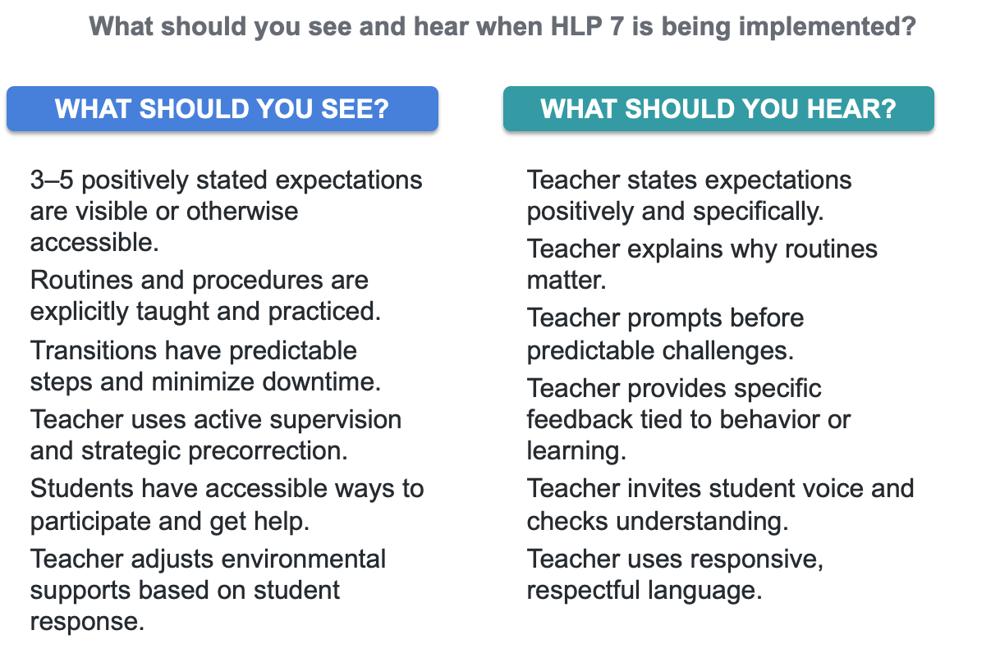 What should you see and hear when HLP 7 is being implemented?
WHAT SHOULD YOU SEE?
3–5 positively stated expectations
are visible or otherwise
accessible.
Routines and procedures are
explicitly taught and practiced.
Transitions have predictable
steps and minimize downtime.
Teacher uses active supervision
and strategic precorrection.
Students have accessible ways to
participate and get help.
Teacher adjusts environmental
supports based on student
response.
WHAT SHOULD YOU HEAR?
Teacher states expectations
positively and specifically.
Teacher explains why routines
matter.
Teacher prompts before
predictable challenges.
Teacher provides specific
feedback tied to behavior or
learning.
Teacher invites student voice and
checks understanding.
Teacher uses responsive,
respectful language.